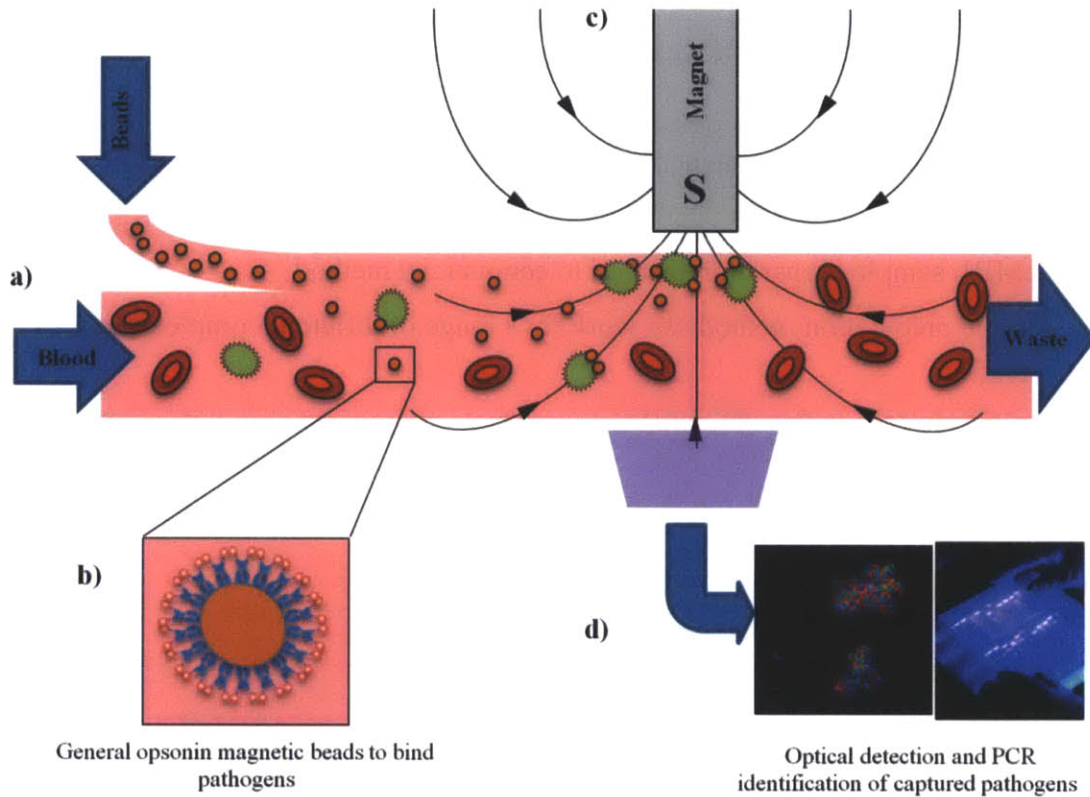 c)
Beads
Magnet
S
a)
Blood
Waste
b)
d)
General opsonin magnetic beads to bind
pathogens
Optical detection and PCR
identification of captured pathogens